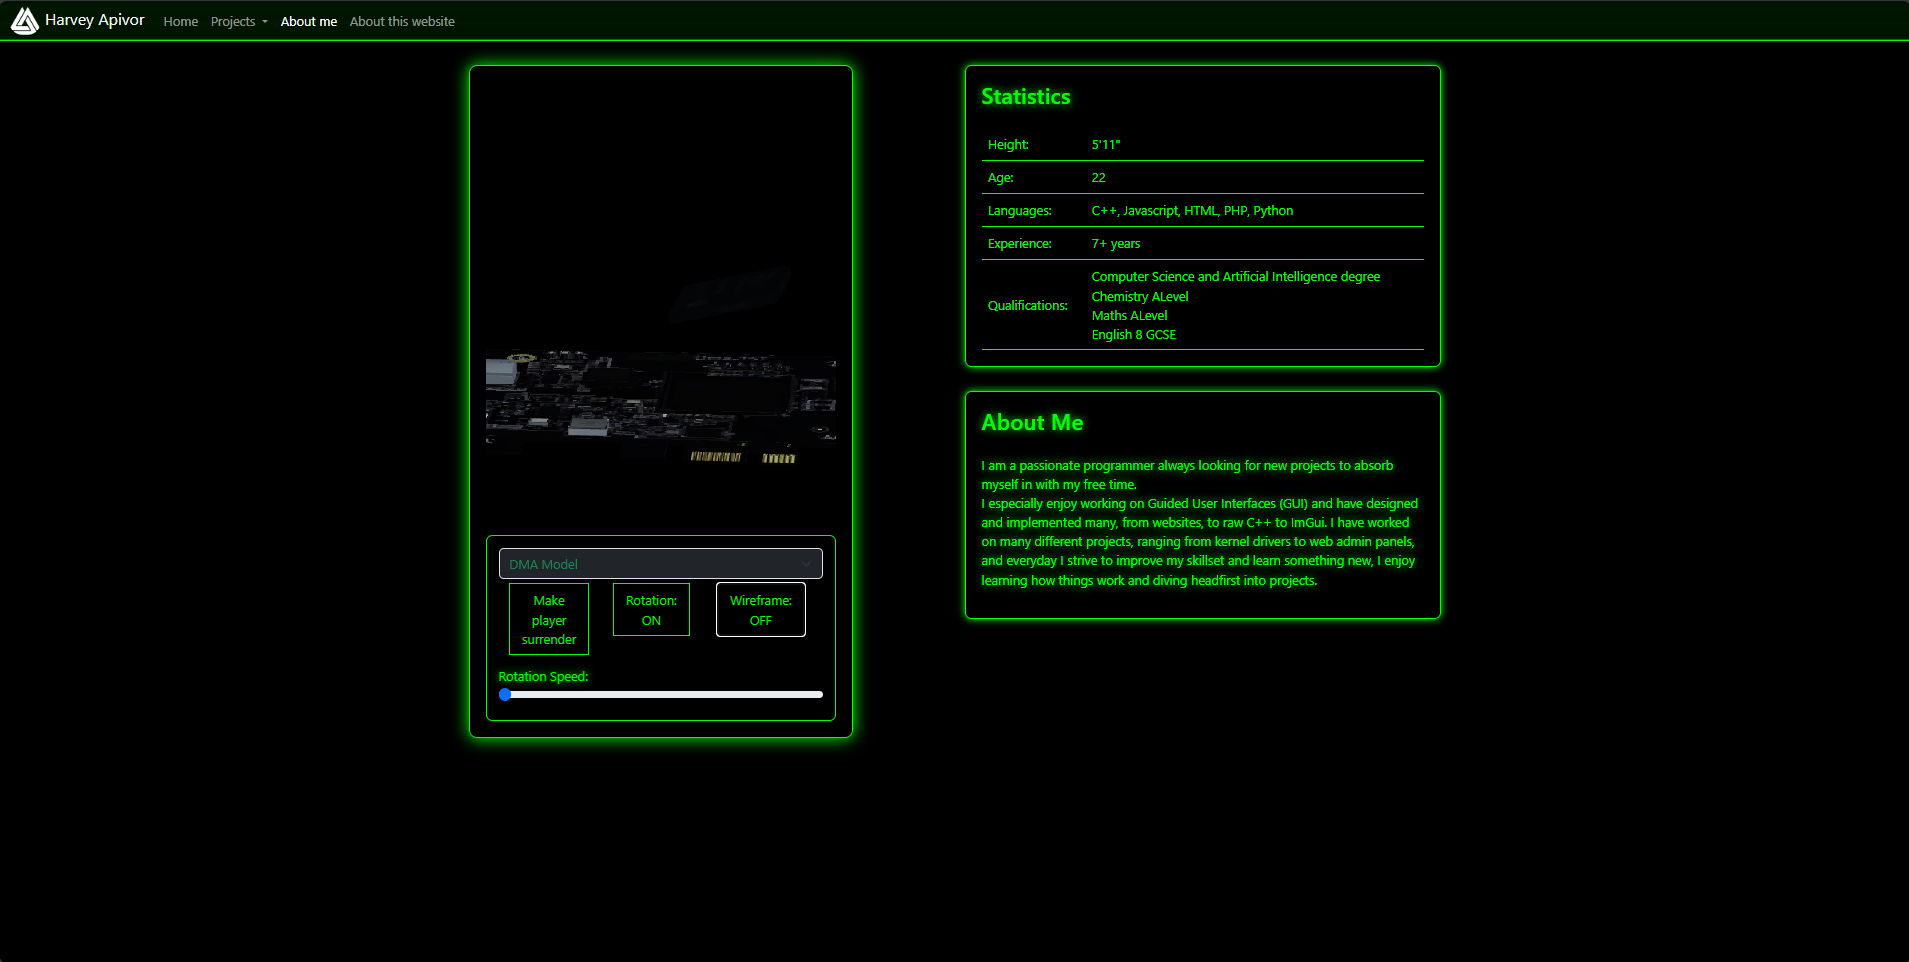 Harvey Apivor Home Projects About me About this website
DMA Model
Make player surrender
Rotation: ON
Wireframe: OFF
Rotation Speed:
Statistics
Height: 5'11"
Age: 22
Languages: C++, Javascript, HTML, PHP, Python
Experience: 7+ years
Qualifications: Computer Science and Artificial Intelligence degree
Chemistry ALevel
Maths ALevel
English 8 GCSE
About Me
I am a passionate programmer always looking for new projects to absorb
myself in with my free time.
I especially enjoy working on Guided User Interfaces (GUI) and have designed
and implemented many, from websites, to raw C++ to ImGui. I have worked
on many different projects, ranging from kernel drivers to web admin panels,
and everyday I strive to improve my skillset and learn something new, I enjoy
learning how things work and diving headfirst into projects.